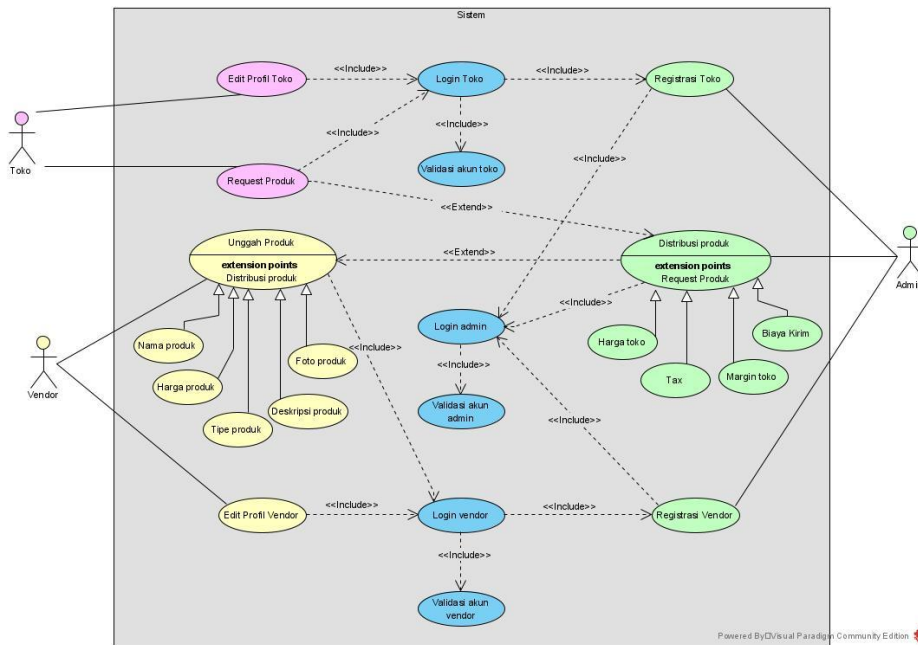 Sistem
Edit Profil Toko
<<Include>>
Login Toko
<<Include>>
Registrasi Toko
<<Include>>
<<Include>>
<<Include>>
Toko
Validasi akun toko
Request Produk
<<Extend>>
Unggah Produk
extension points
Distribusi produk
<<Extend>>
Distribusi produk
extension points
Request Produk
Admin
<<Include>>
Login admin
Nama produk
Foto produk
<<Include>>
Harga toko
Biaya Kirim
Vendor
Harga produk
<<Include>>
Tax
Margin toko
Tipe produk
Deskripsi produk
Validasi akun
admin
<<Include>>
Edit Profil Vendor
<<Include>>
Login vendor
<<Include>>
Registrasi Vendor
<<Include>>
Validasi akun
vendor
Powered By Visual Paradigm Community Edition